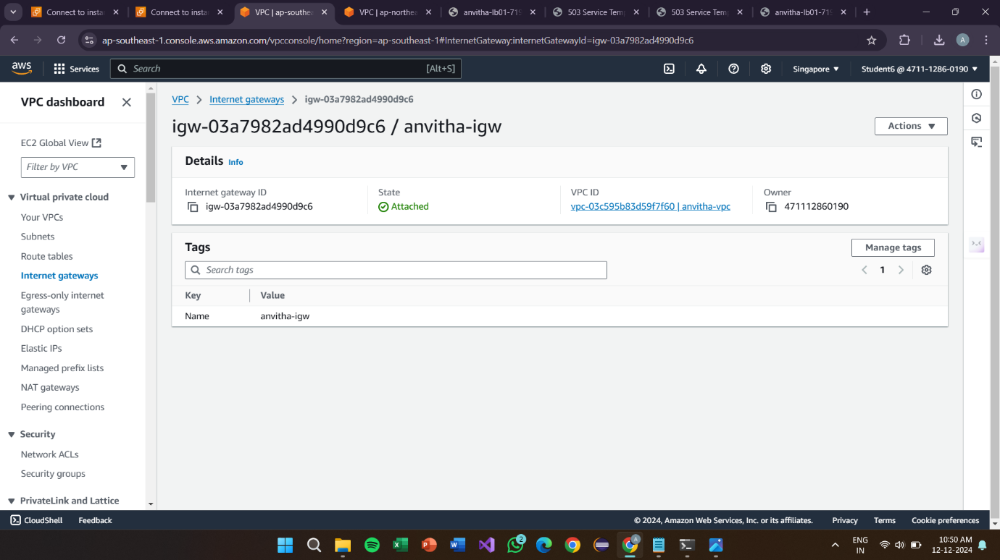 Connect to insta
Connect to insta
VPC | ap-southea
VPC | ap-northea
anvitha-lb01-719
503 Service Temp
503 Service Temp
anvitha-lb01-719
ap-southeast-1.console.aws.amazon.com/vpcconsole/home?region=ap-southeast-1#InternetGateway:internetGatewayId=igw-03a7982ad4990d9c6
A
aws
Services
Search
[Alt+S]
Singapore
Student6 @ 4711-1286-0190
VPC dashboard
EC2 Global View
Filter by VPC
Virtual private cloud
Your VPCs
Subnets
Route tables
Internet gateways
Egress-only internet
gateways
DHCP option sets
Elastic IPs
Managed prefix lists
NAT gateways
Peering connections
Security
Network ACLs
Security groups
PrivateLink and Lattice
VPC > Internet gateways > igw-03a7982ad4990d9c6
igw-03a7982ad4990d9c6 / anvitha-igw
Actions
Details Info
Internet gateway ID
igw-03a7982ad4990d9c6
State
Attached
VPC ID
vpc-03c595b83d59f7f60 | anvitha-vpc
Owner
471112860190
Tags
Manage tags
Search tags
1
Key Value
Name anvitha-igw
CloudShell
Feedback
© 2024, Amazon Web Services, Inc. or its affiliates.
Privacy
Terms
Cookie preferences
2
A
ENG
IN
10:50 AM
12-12-2024